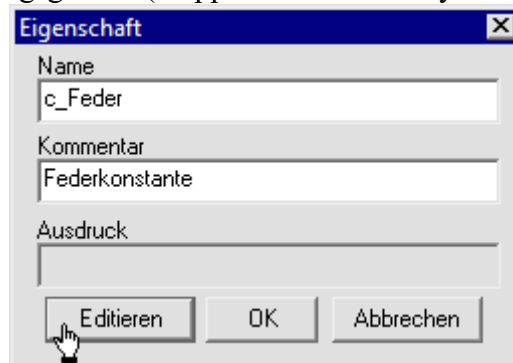 Eigenschaft
Name
c_Feder
Kommentar
Federkonstante
Ausdruck
Editieren OK Abbrechen